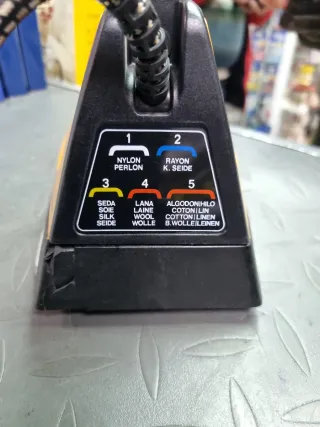 1 2
NYLON RAYON
PERLON K. SEIDE
3 4 5
SEDA LANA ALGODON|HILO
SOIE LAINE COTON|LIN
SILK WOOL COTTON|LINEN
SEIDE WOLLE B.WOLLE|LEINEN